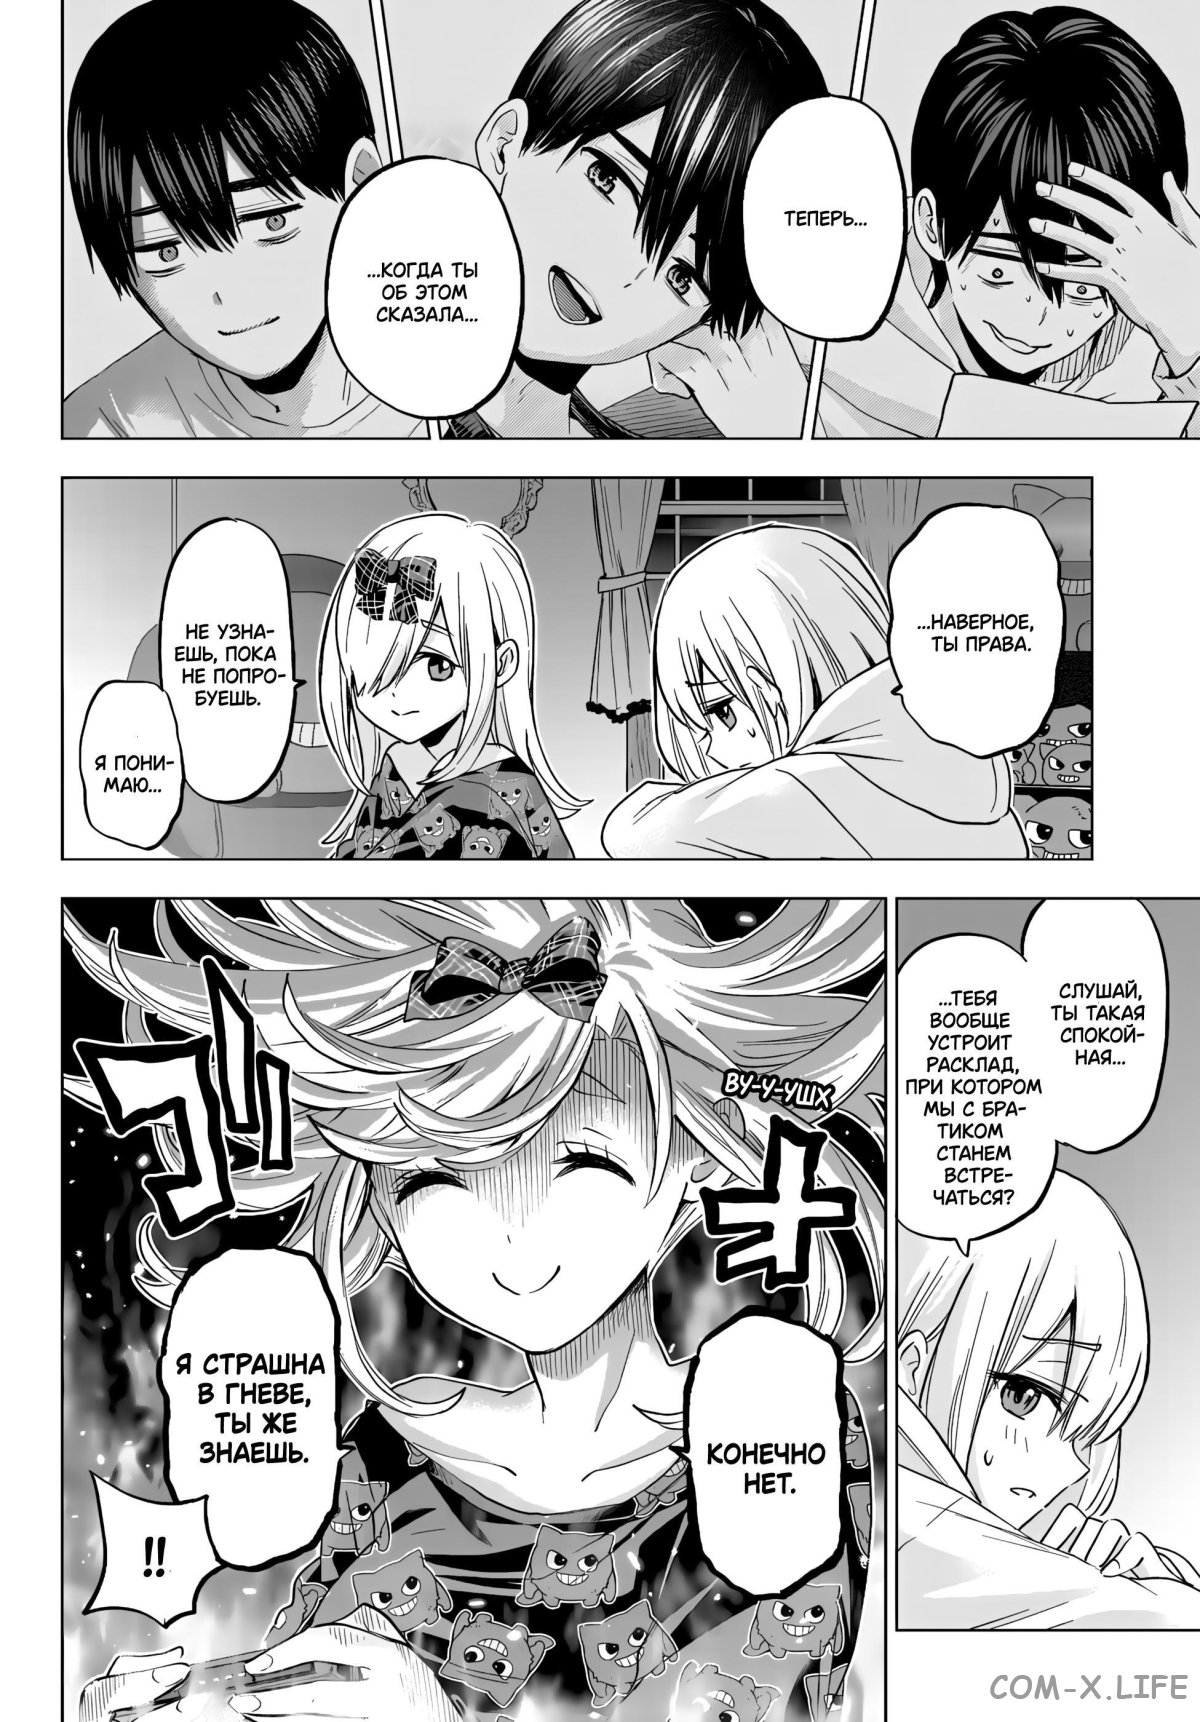 ТЕПЕРЬ...
...КОГДА ТЫ
ОБ ЭТОМ
СКАЗАЛА...
...НАВЕРНОЕ,
ТЫ ПРАВА.
НЕ УЗНА-
ЕШЬ, ПОКА
НЕ ПОПРО-
БУЕШЬ.
Я ПОНИ-
МАЮ...
СЛУШАЙ,
ТЫ ТАКАЯ
СПОКОЙ-
НАЯ...
...ТЕБЯ
ВООБЩЕ
УСТРОИТ
РАСКЛАД,
ПРИ КОТОРОМ
МЫ С БРА-
ТИКОМ
СТАНЕМ
ВСТРЕ-
ЧАТЬСЯ?
ВУ-У-УШХ
ゴキ
КОНЕЧНО
НЕТ.
Я СТРАШНА
В ГНЕВЕ,
ТЫ ЖЕ
ЗНАЕШЬ.
!!
COM-X.LIFE